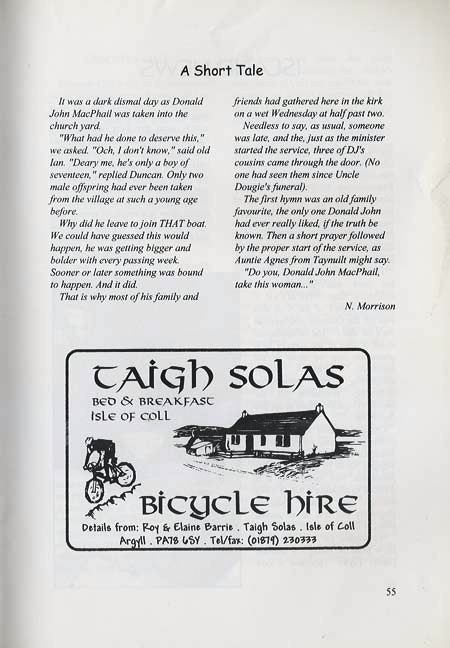 A Short Tale
It was a dark dismal day as Donald
John MacPhail was taken into the
church yard.
"What had he done to deserve this,"
we asked. "Och, I don't know," said old
Ian. "Deary me, he's only a boy of
seventeen," replied Duncan. Only two
male offspring had ever been taken
from the village at such a young age
before.
Why did he leave to join THAT boat.
We could have guessed this would
happen, he was getting bigger and
bolder with every passing week.
Sooner or later something was bound
to happen. And it did.
That is why most of his family and
friends had gathered here in the kirk
on a wet Wednesday at half past two.
Needless to say, as usual, someone
was late, and the, just as the minister
started the service, three of DJ's
cousins came through the door. (No
one had seen them since Uncle
Dougie's funeral).
The first hymn was an old family
favourite, the only one Donald John
had ever really liked, if the truth be
known. Then a short prayer followed
by the proper start of the service, as
Auntie Agnes from Taynuilt might say.
"Do you, Donald John MacPhail,
take this woman..."
N. Morrison
Taigh Solas
Bed & Breakfast
Isle of Coll
Bicycle Hire
Details from: Roy & Elaine Barrie . Taigh Solas . Isle of Coll
Argyll . PA78 6SY . Tel/fax: (01879) 230333
55